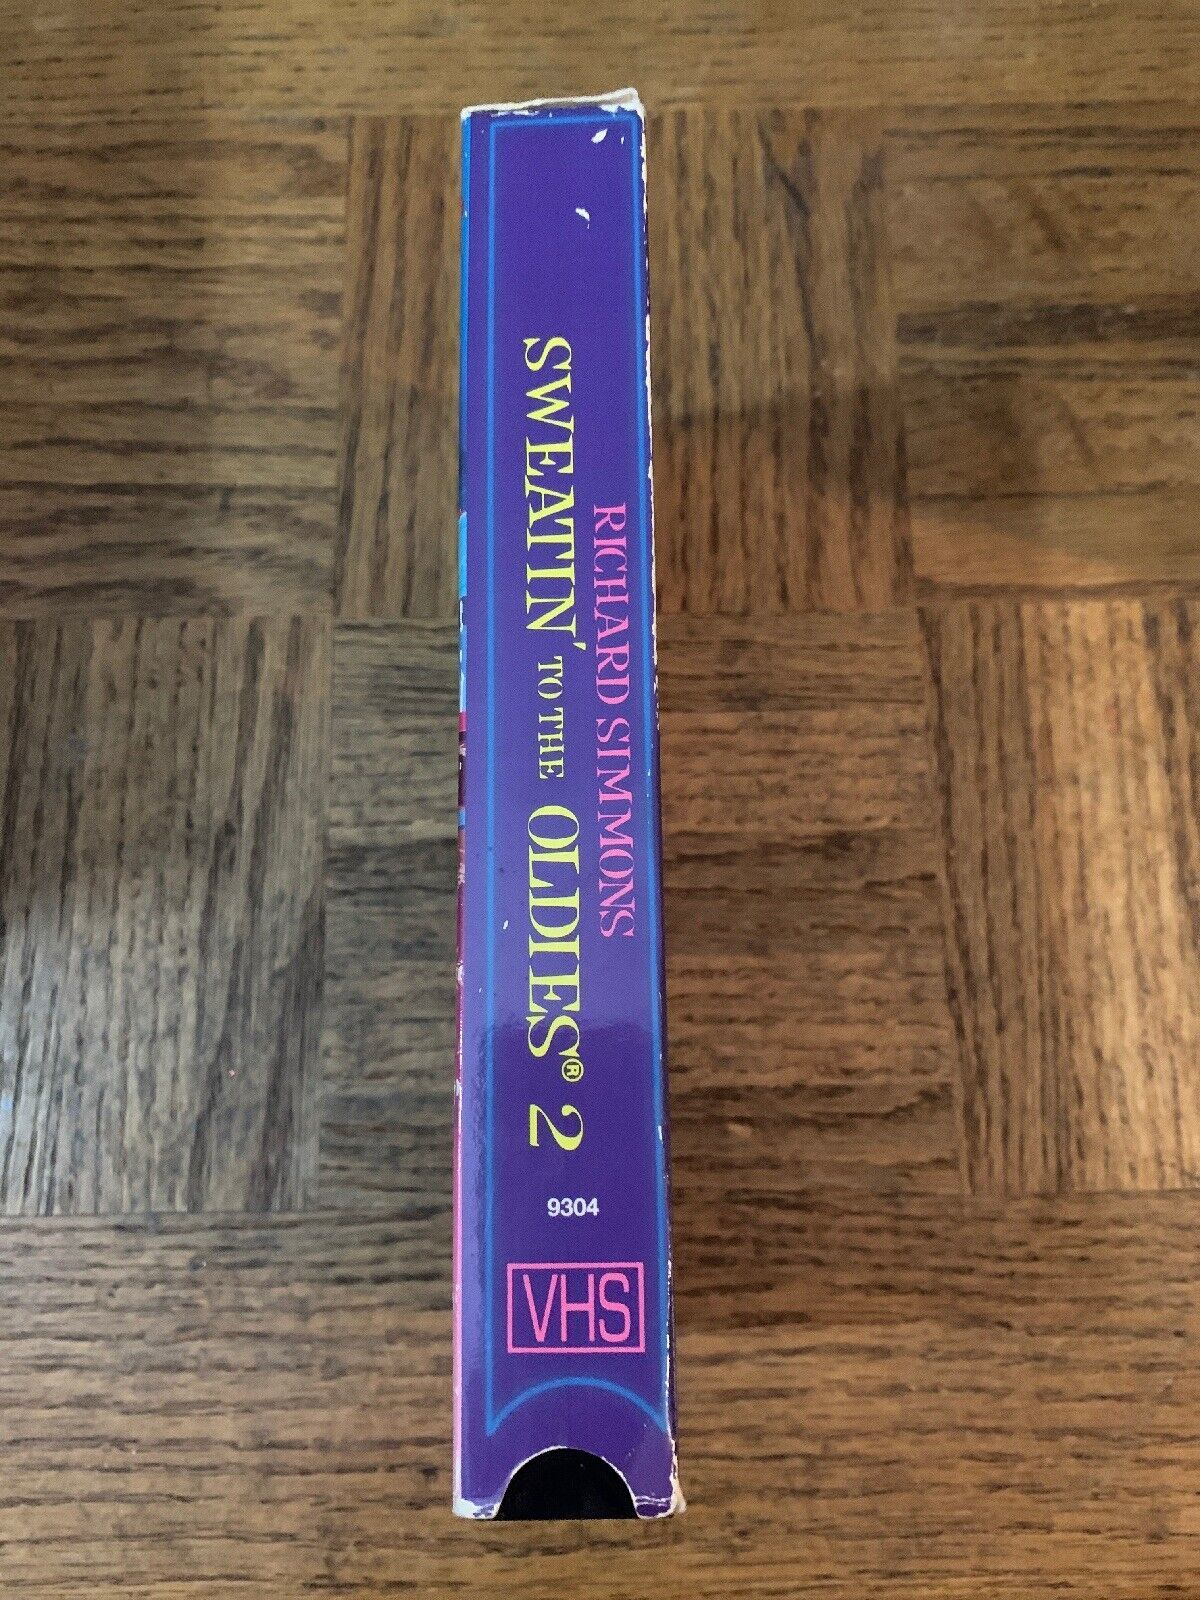 RICHARD SIMMONS
SWEATIN' TO THE OLDIES® 2
9304
VHS